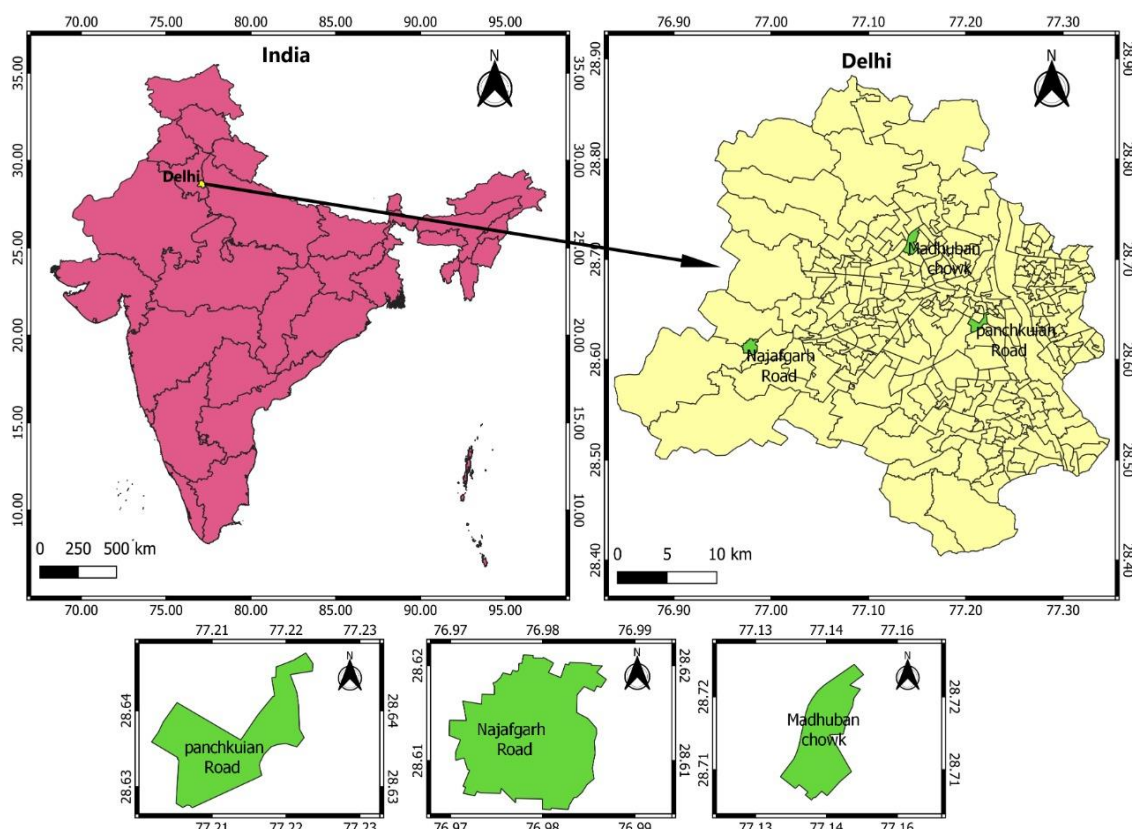 70.00 75.00 80.00 85.00 90.00 95.00
India
N
35.00
30.00
25.00
20.00
15.00
10.00
Delhi
35.00
30.00
25.00
20.00
15.00
10.00
0 250 500 km
70.00 75.00 80.00 85.00 90.00 95.00
76.90 77.00 77.10 77.20 77.30
Delhi
N
28.90
28.80
28.70
28.60
28.50
28.40
Madhuban
chowk
panchkuian
Road
Najafgarh
Road
28.90
28.80
28.70
28.60
28.50
28.40
0 5 10 km
76.90 77.00 77.10 77.20 77.30
77.21 77.22 77.23
N
28.64
28.63
panchkuian
Road
28.64
28.63
77.21 77.22 77.23
76.97 76.98 76.99
N
28.62
28.61
Najafgarh
Road
28.62
28.61
76.97 76.98 76.99
77.13 77.14 77.16
N
28.72
28.71
Madhuban
chowk
28.72
28.71
77.13 77.14 77.16